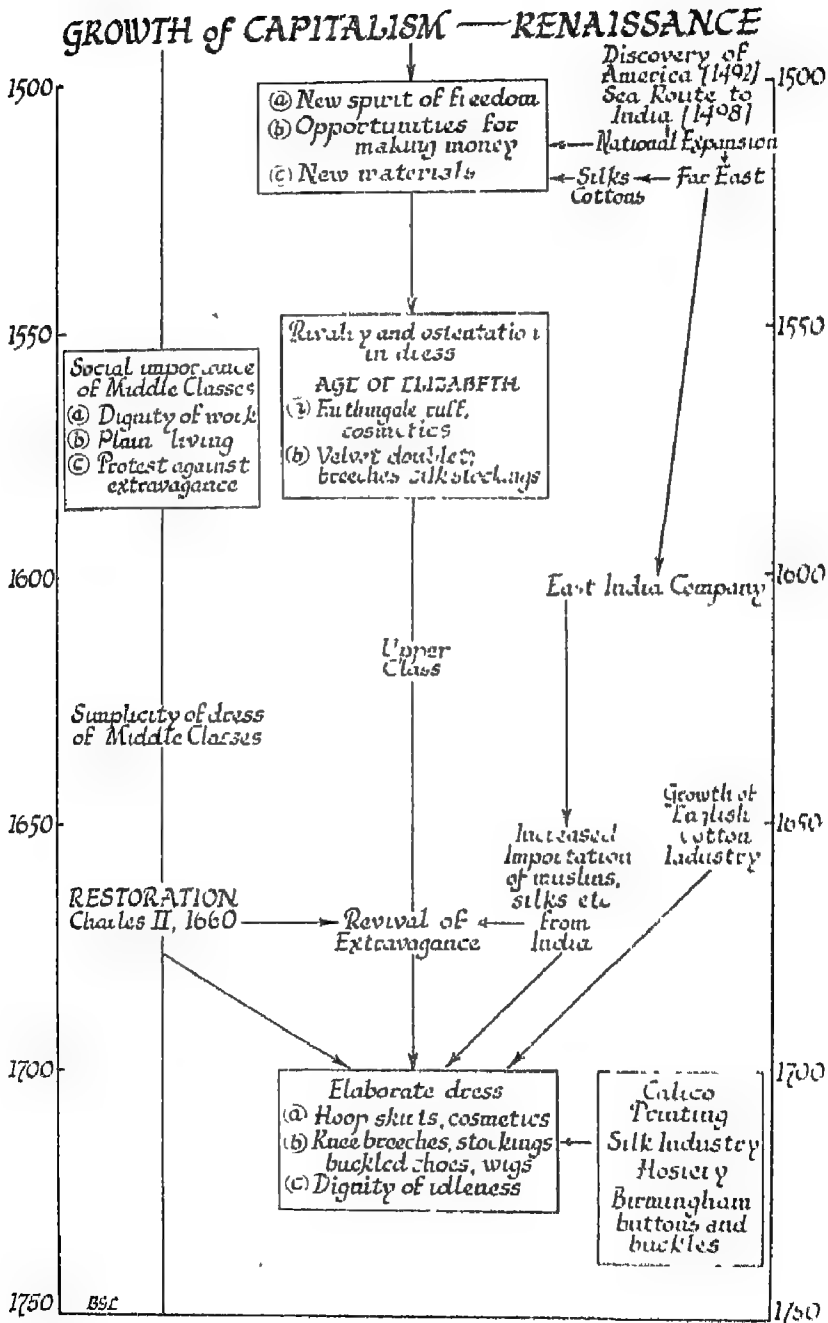 GROWTH of CAPITALISM — RENAISSANCE
1500
(a) New spirit of freedom
(b) Opportunities for
making money
(c) New materials
Discovery of
America [1492]
Sea Route to
India [1498]
1500
National Expansion
Silks
Cottons
Far East
1550
1550
Social importance
of Middle Classes
(a) Dignity of work
(b) Plain living
(c) Protest against
extravagance
Rivalry and ostentation
in dress
AGE OF ELIZABETH
Farthingale ruff,
cosmetics
(b) Velvet doublet,
breeches silk stockings
1600
East India Company
1600
Upper
Class
Simplicity of dress
of Middle Classes
1650
Increased
Importation
of muslins,
silks etc
from
India
Growth of
English
Cotton
Industry
1650
RESTORATION
Charles II, 1660
Revival of
Extravagance
1700
1700
Elaborate dress
(a) Hoop skirts, cosmetics
(b) Knee breeches, stockings
buckled shoes, wigs
(c) Dignity of idleness
Calico
Printing
Silk Industry
Hosiery
Birmingham
buttons and
buckles
1750
BSL
1750